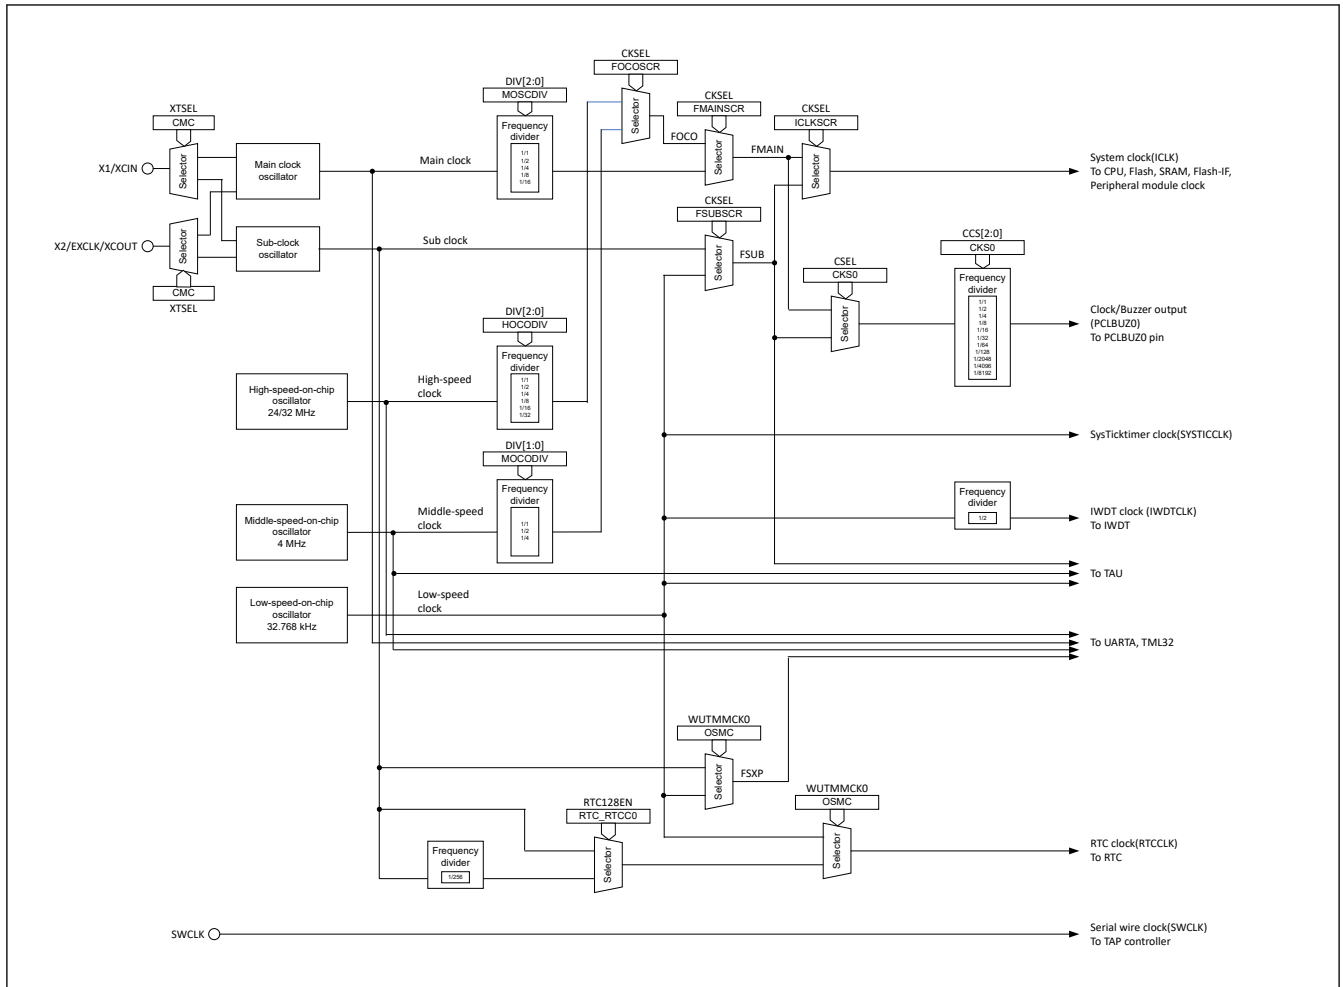 CKSEL
FOCOSCR
DIV[2:0]
MOSCDIV
CKSEL
FMAINSCR
CKSEL
ICLKSCR
XTSEL
CMC
Frequency
divider
1/1
1/2
1/4
1/8
1/16
Selector
FOCO
Selector
FMAIN
Selector
X1/XCIN
Selector
Main clock
oscillator
Main clock
System clock(ICLK)
To CPU, Flash, SRAM, Flash-IF,
Peripheral module clock
CKSEL
FSUBSCR
X2/EXCLK/XCOUT
Selector
Sub-clock
oscillator
Sub clock
Selector
FSUB
CMC
XTSEL
CCS[2:0]
CKS0
CSEL
CKS0
Frequency
divider
1/1
1/2
1/4
1/8
1/16
1/32
1/64
1/128
1/2048
1/4096
1/8192
Selector
Clock/Buzzer output
(PCLBUZ0)
To PCLBUZ0 pin
DIV[2:0]
HOCODIV
Frequency
divider
1/1
1/2
1/4
1/8
1/16
1/32
High-speed-on-chip
oscillator
24/32 MHz
High-speed
clock
SysTicktimer clock(SYSTICCLK)
DIV[1:0]
MOCODIV
Frequency
divider
1/1
1/2
1/4
Middle-speed-on-chip
oscillator
4 MHz
Middle-speed
clock
Frequency
divider
1/2
IWDT clock (IWDTCLK)
To IWDT
To TAU
Low-speed-on-chip
oscillator
32.768 kHz
Low-speed
clock
To UARTA, TML32
WUTMMCK0
OSMC
Selector
FSXP
WUTMMCK0
OSMC
RTC128EN
RTC_RTCC0
Selector
Selector
Frequency
divider
1/256
RTC clock(RTCCLK)
To RTC
SWCLK
Serial wire clock(SWCLK)
To TAP controller